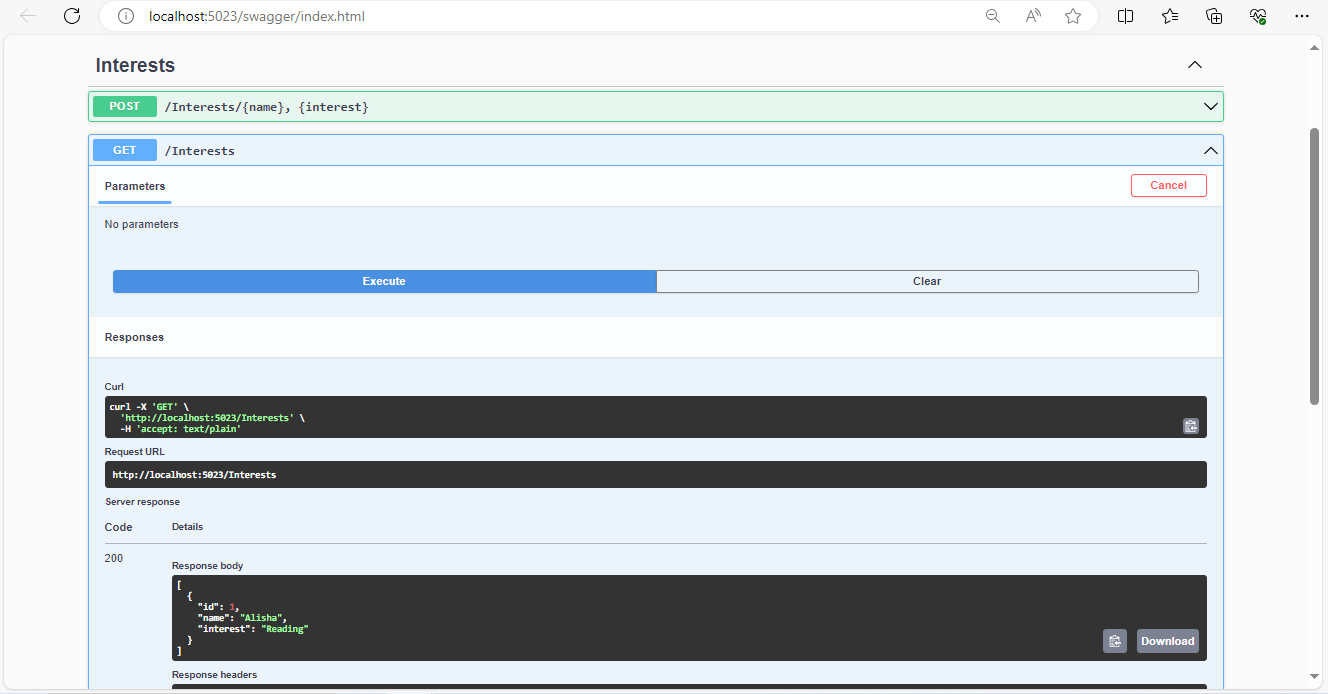 localhost:5023/swagger/index.html
Interests
POST /Interests/{name}, {interest}
GET /Interests
Parameters
Cancel
No parameters
Execute
Clear
Responses
Curl
curl -X 'GET' \
'http://localhost:5023/Interests' \
-H 'accept: text/plain'
Request URL
http://localhost:5023/Interests
Server response
Code Details
200
Response body
[
{
"id": 1,
"name": "Alisha",
"interest": "Reading"
}
]
Download
Response headers